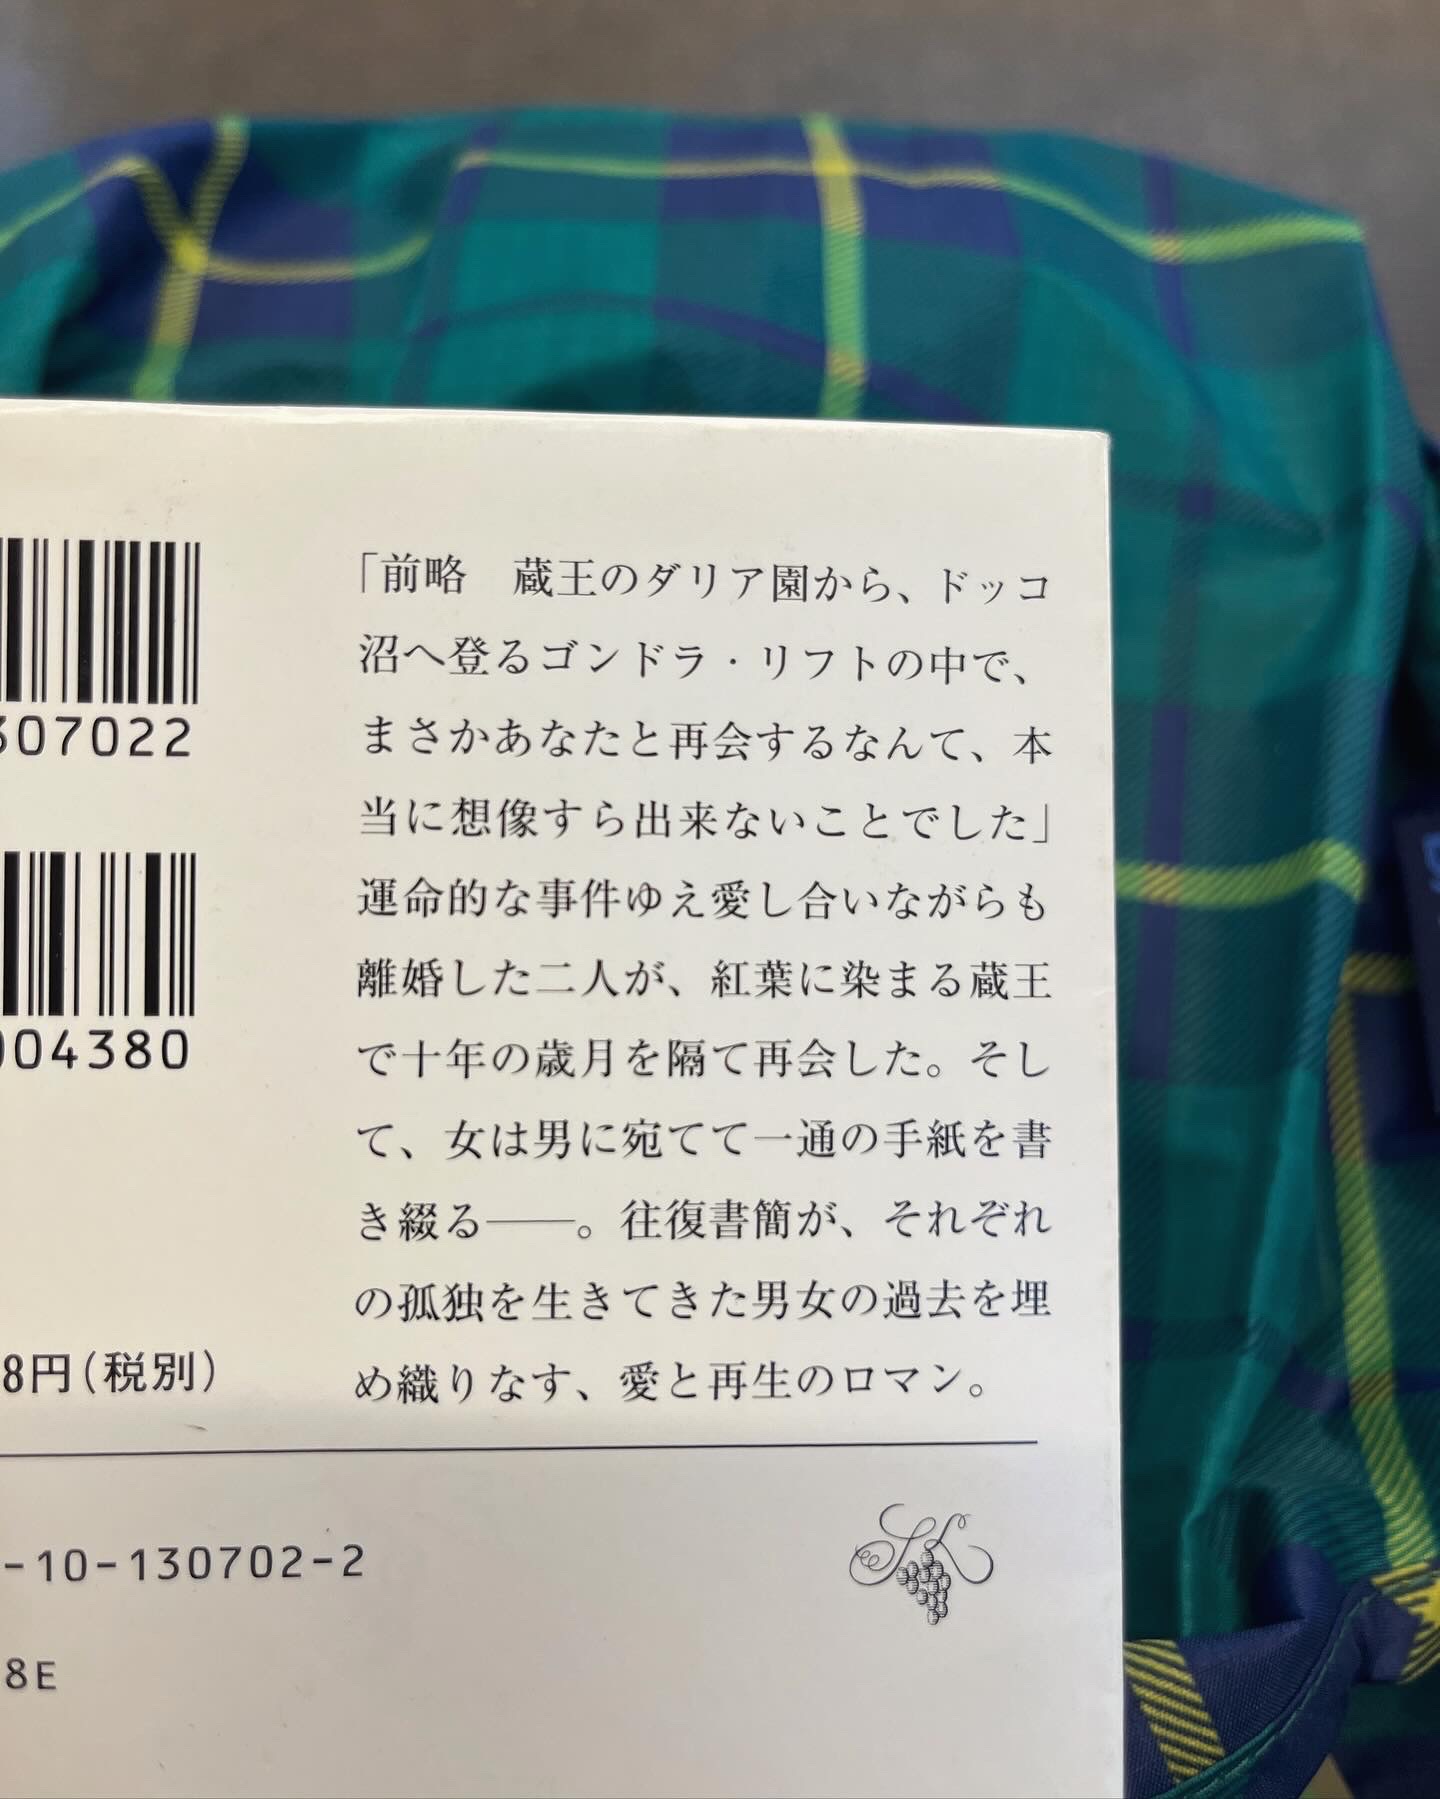 「前略　蔵王のダリア園から、ドッコ
沼へ登るゴンドラ・リフトの中で、
まさかあなたと再会するなんて、本
当に想像すら出来ないことでした」
運命的な事件ゆえ愛し合いながらも
離婚した二人が、紅葉に染まる蔵王
で十年の歳月を隔て再会した。そし
て、女は男に宛てて一通の手紙を書
き綴る――。往復書簡が、それぞれ
の孤独を生きてきた男女の過去を埋
め織りなす、愛と再生のロマン。
307022
004380
8円(税別)
-10-130702-2
8E